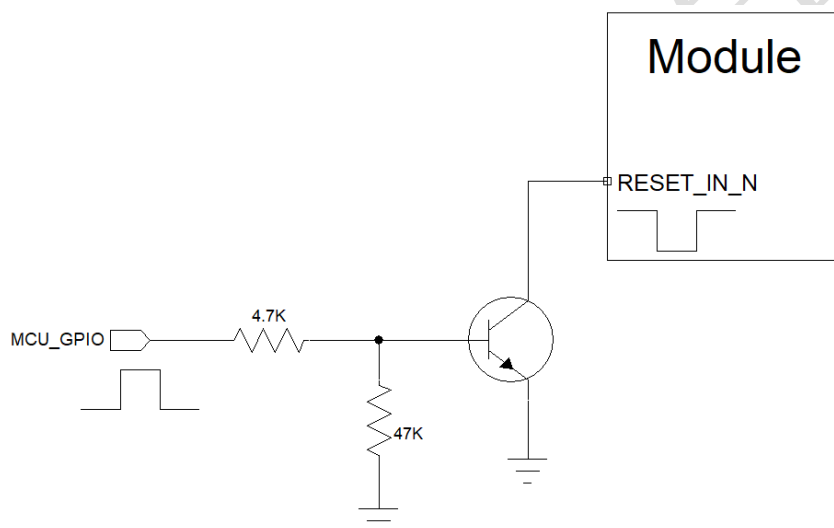 Module
RESET_IN_N
4.7K
MCU_GPIO
47K